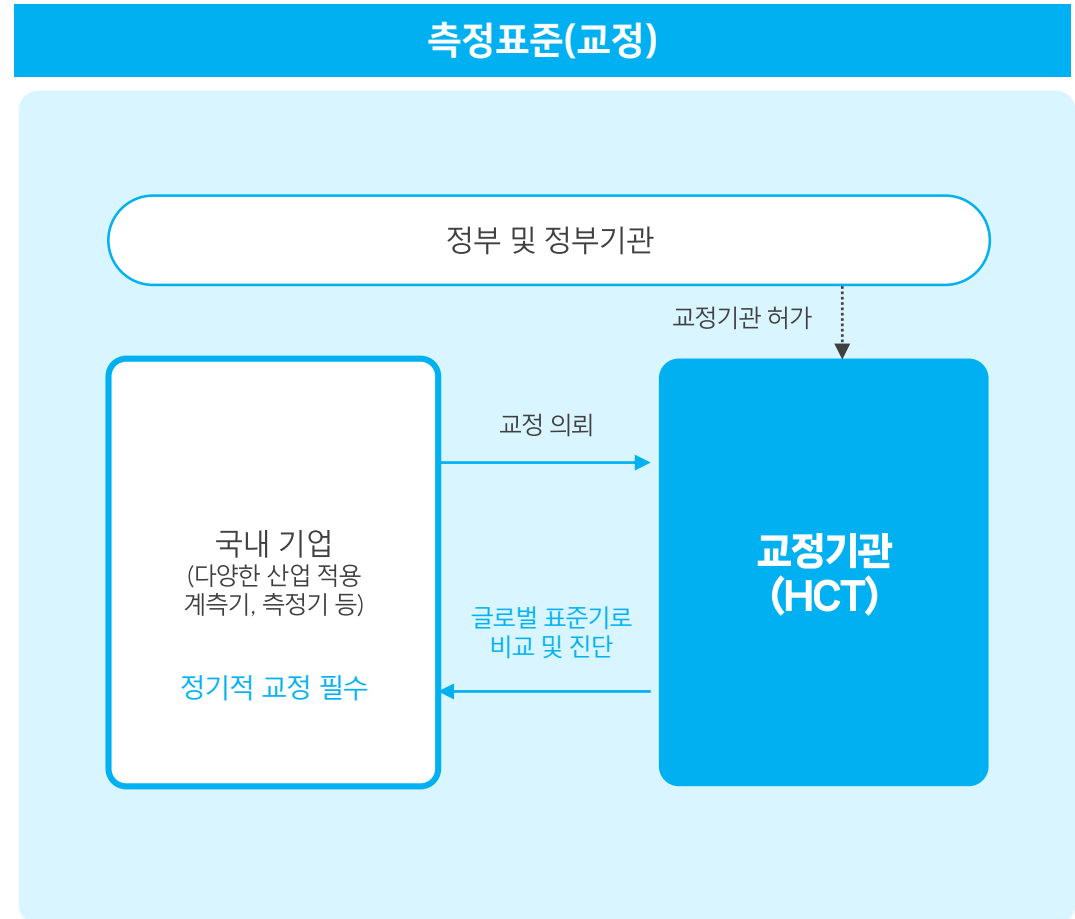 측정표준(교정)
정부 및 정부기관
교정기관 허가
교정 의뢰
국내 기업
(다양한 산업 적용
계측기, 측정기 등)
정기적 교정 필수
글로벌 표준기로
비교 및 진단
교정기관
(HCT)